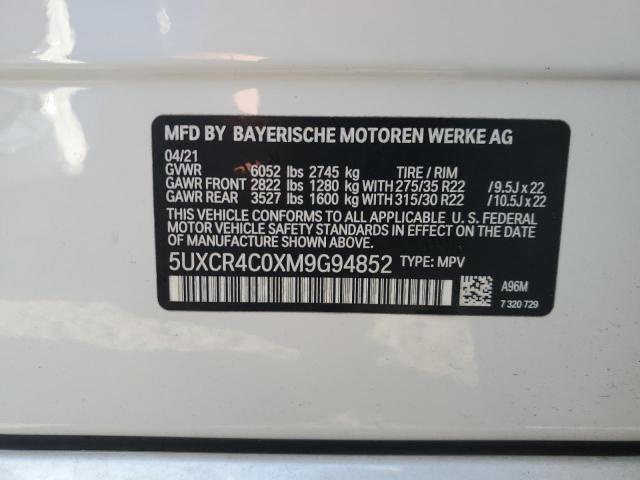 MFD BY BAYERISCHE MOTOREN WERKE AG
04/21
GVWR 6052 lbs 2745 kg TIRE / RIM
GAWR FRONT 2822 lbs 1280 kg WITH 275/35 R22 /9.5J x 22
GAWR REAR 3527 lbs 1600 kg WITH 315/30 R22 /10.5J x 22
THIS VEHICLE CONFORMS TO ALL APPLICABLE U. S. FEDERAL
MOTOR VEHICLE SAFETY STANDARDS IN EFFECT ON THE
DATE OF MANUFACTURE SHOWN ABOVE.
5UXCR4C0XM9G94852 TYPE: MPV
A96M
7 320 729